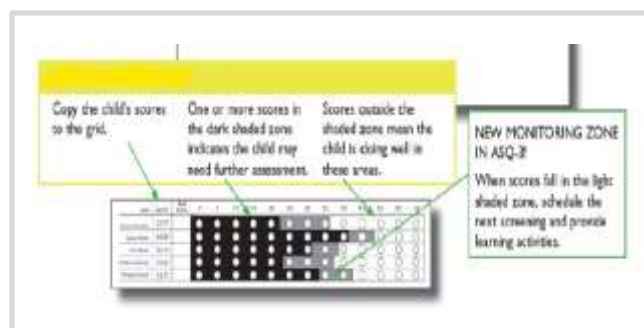 Copy the child's scores
to the grid.
One or more scores in
the dark shaded zone
indicates the child may
need further assessment.
Scores outside the
shaded zone mean the
child is doing well in
these areas.
NEW MONITORING ZONE
IN ASQ-3!
When scores fall in the light
shaded zone, schedule the
next screening and provide
learning activities.